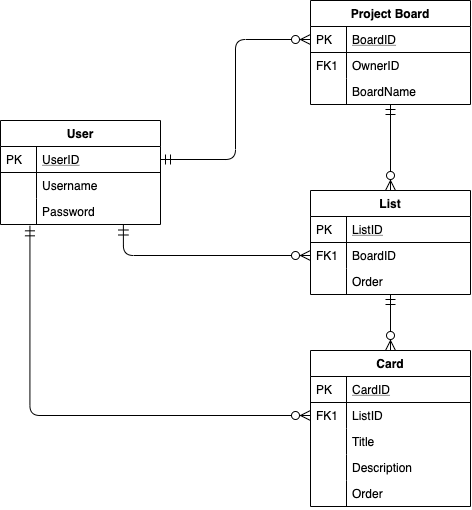 Project Board
PK BoardID
FK1 OwnerID
BoardName
User
PK UserID
Username
Password
List
PK ListID
FK1 BoardID
Order
Card
PK CardID
FK1 ListID
Title
Description
Order